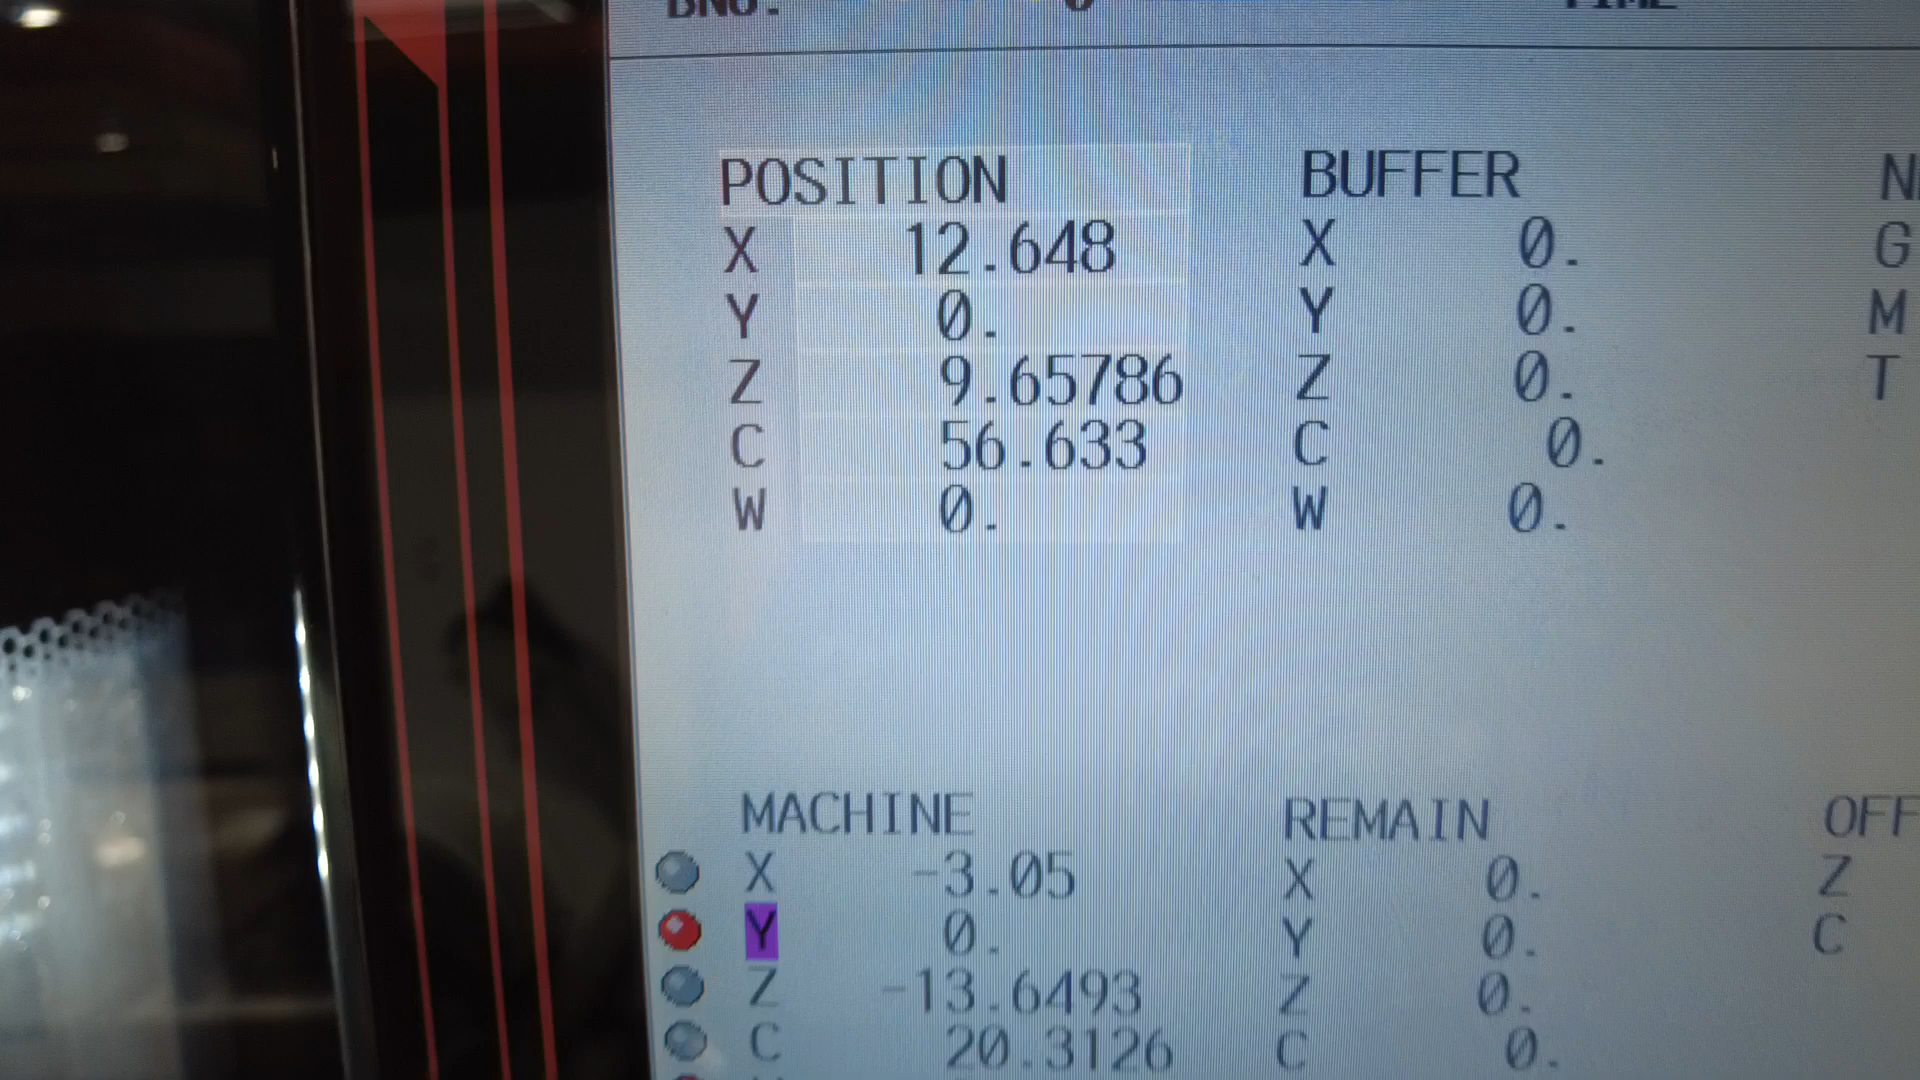 POSITION BUFFER
X 12.648 X 0. G
Y 0. Y 0. M
Z 9.65786 Z 0. T
C 56.633 C 0.
W 0. W 0.
MACHINE REMAIN OFF
X -3.05 X 0. Z
Y 0. Y 0. C
Z -13.6493 Z 0.
C 20.3126 C 0.